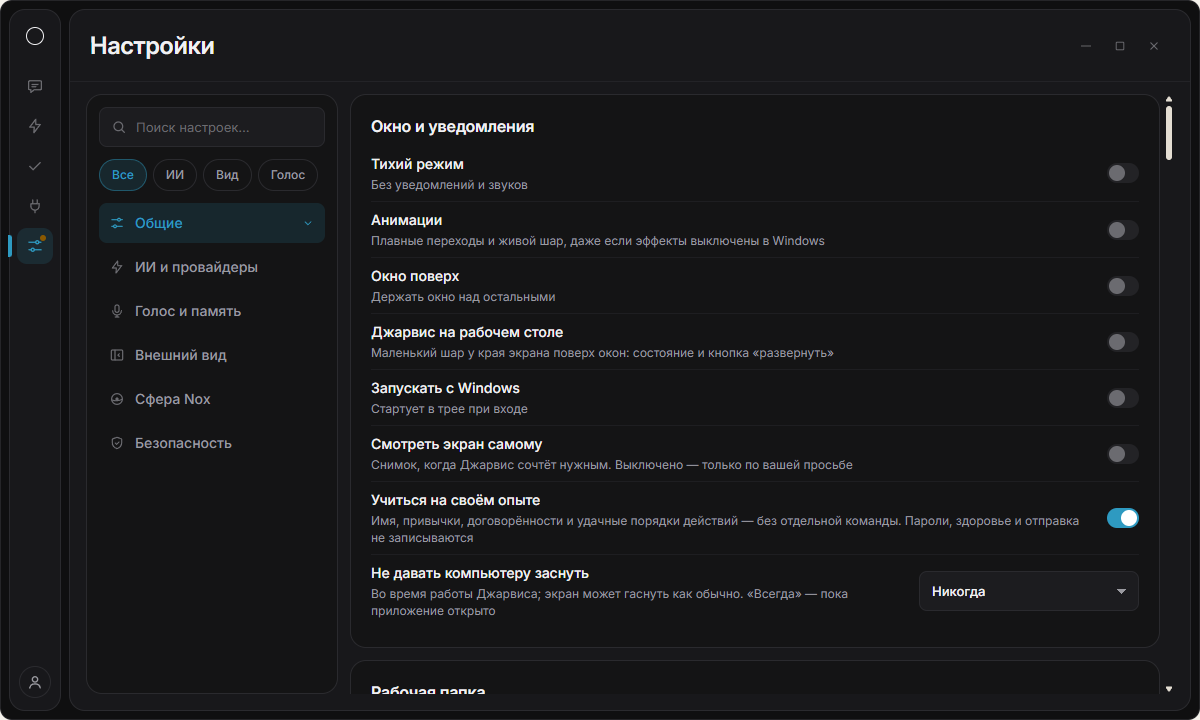 Настройки
Поиск настроек...
Все
ИИ
Вид
Голос
Общие
ИИ и провайдеры
Голос и память
Внешний вид
Сфера Nox
Безопасность
Окно и уведомления
Тихий режим
Без уведомлений и звуков
Анимации
Плавные переходы и живой шар, даже если эффекты выключены в Windows
Окно поверх
Держать окно над остальными
Джарвис на рабочем столе
Маленький шар у края экрана поверх окон: состояние и кнопка «развернуть»
Запускать с Windows
Стартует в трее при входе
Смотреть экран самому
Снимок, когда Джарвис сочтёт нужным. Выключено — только по вашей просьбе
Учиться на своём опыте
Имя, привычки, договорённости и удачные порядки действий — без отдельной команды. Пароли, здоровье и отправка
не записываются
Не давать компьютеру заснуть
Во время работы Джарвиса; экран может гаснуть как обычно. «Всегда» — пока
приложение открыто
Никогда
Рабочая папка